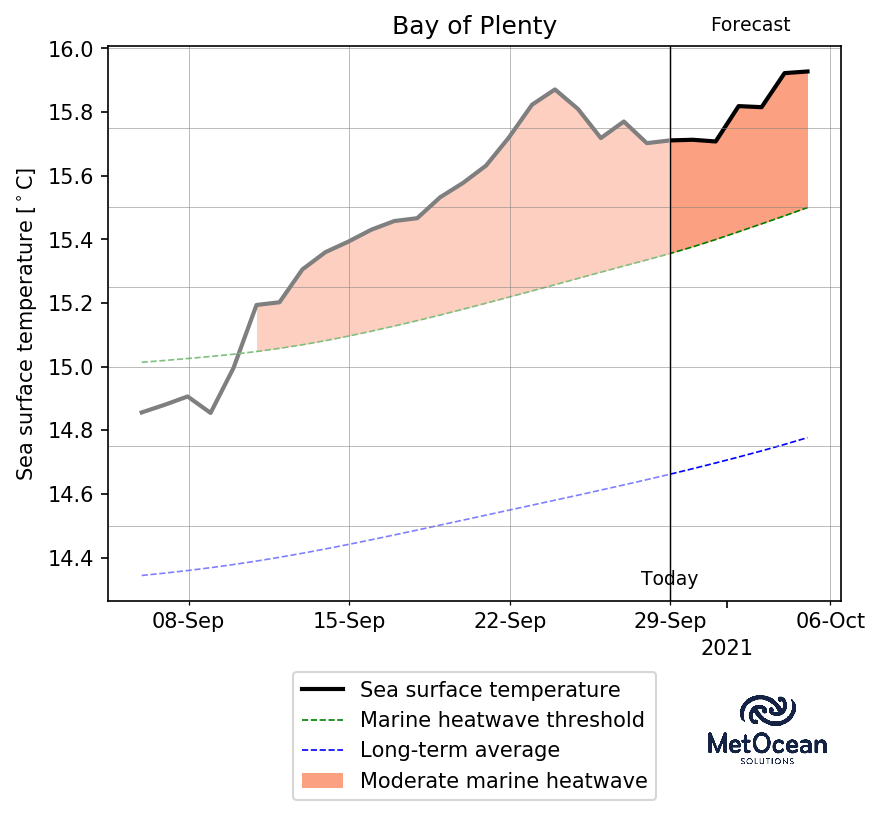 Bay of Plenty
Forecast
Sea surface temperature [°C]
16.0
15.8
15.6
15.4
15.2
15.0
14.8
14.6
14.4
Today
08-Sep
15-Sep
22-Sep
29-Sep
06-Oct
2021
Sea surface temperature
Marine heatwave threshold
Long-term average
Moderate marine heatwave
MetOcean
SOLUTIONS